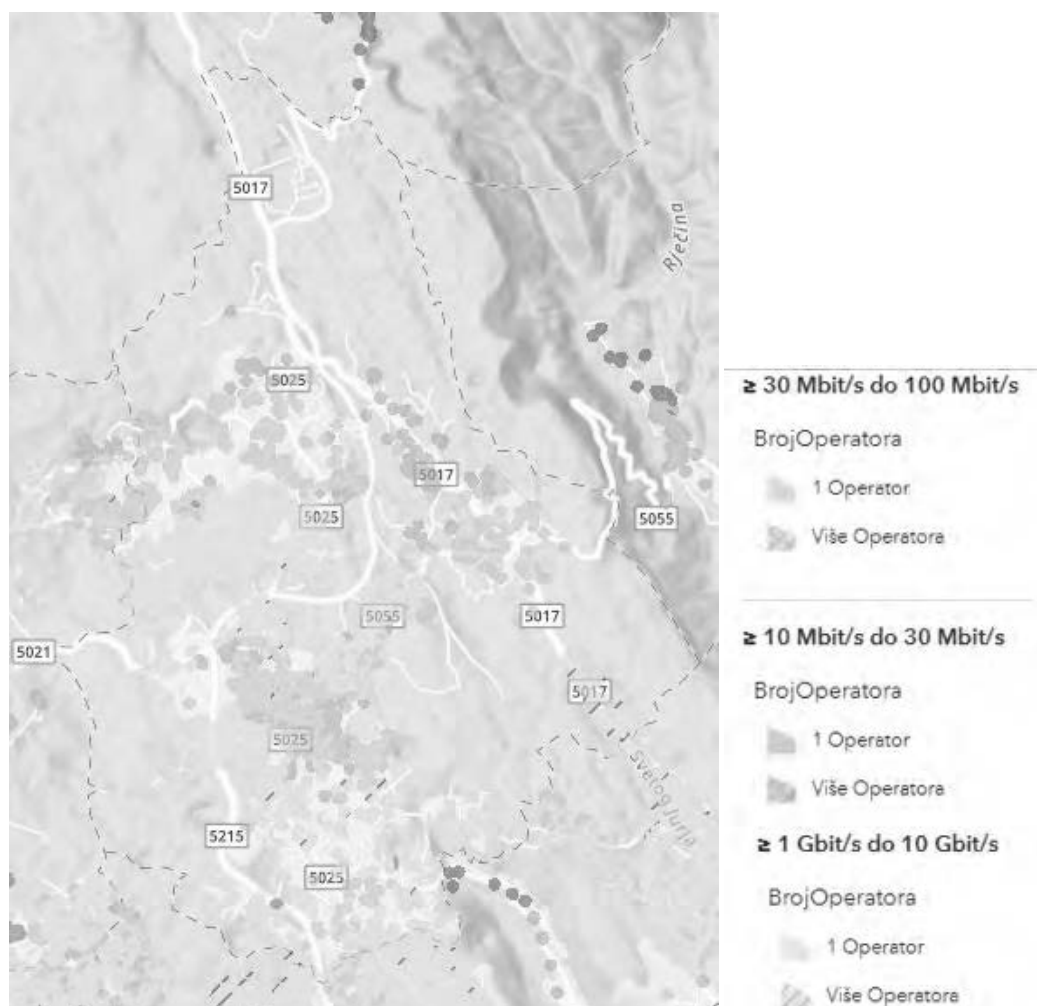 5017
Rječina
5025
5017
5025
5055
5055
5017
5021
5017
5025
Svetog Jurja
5215
5025
≥ 30 Mbit/s do 100 Mbit/s
BrojOperatora
1 Operator
Više Operatora
≥ 10 Mbit/s do 30 Mbit/s
BrojOperatora
1 Operator
Više Operatora
≥ 1 Gbit/s do 10 Gbit/s
BrojOperatora
1 Operator
Više Operatora